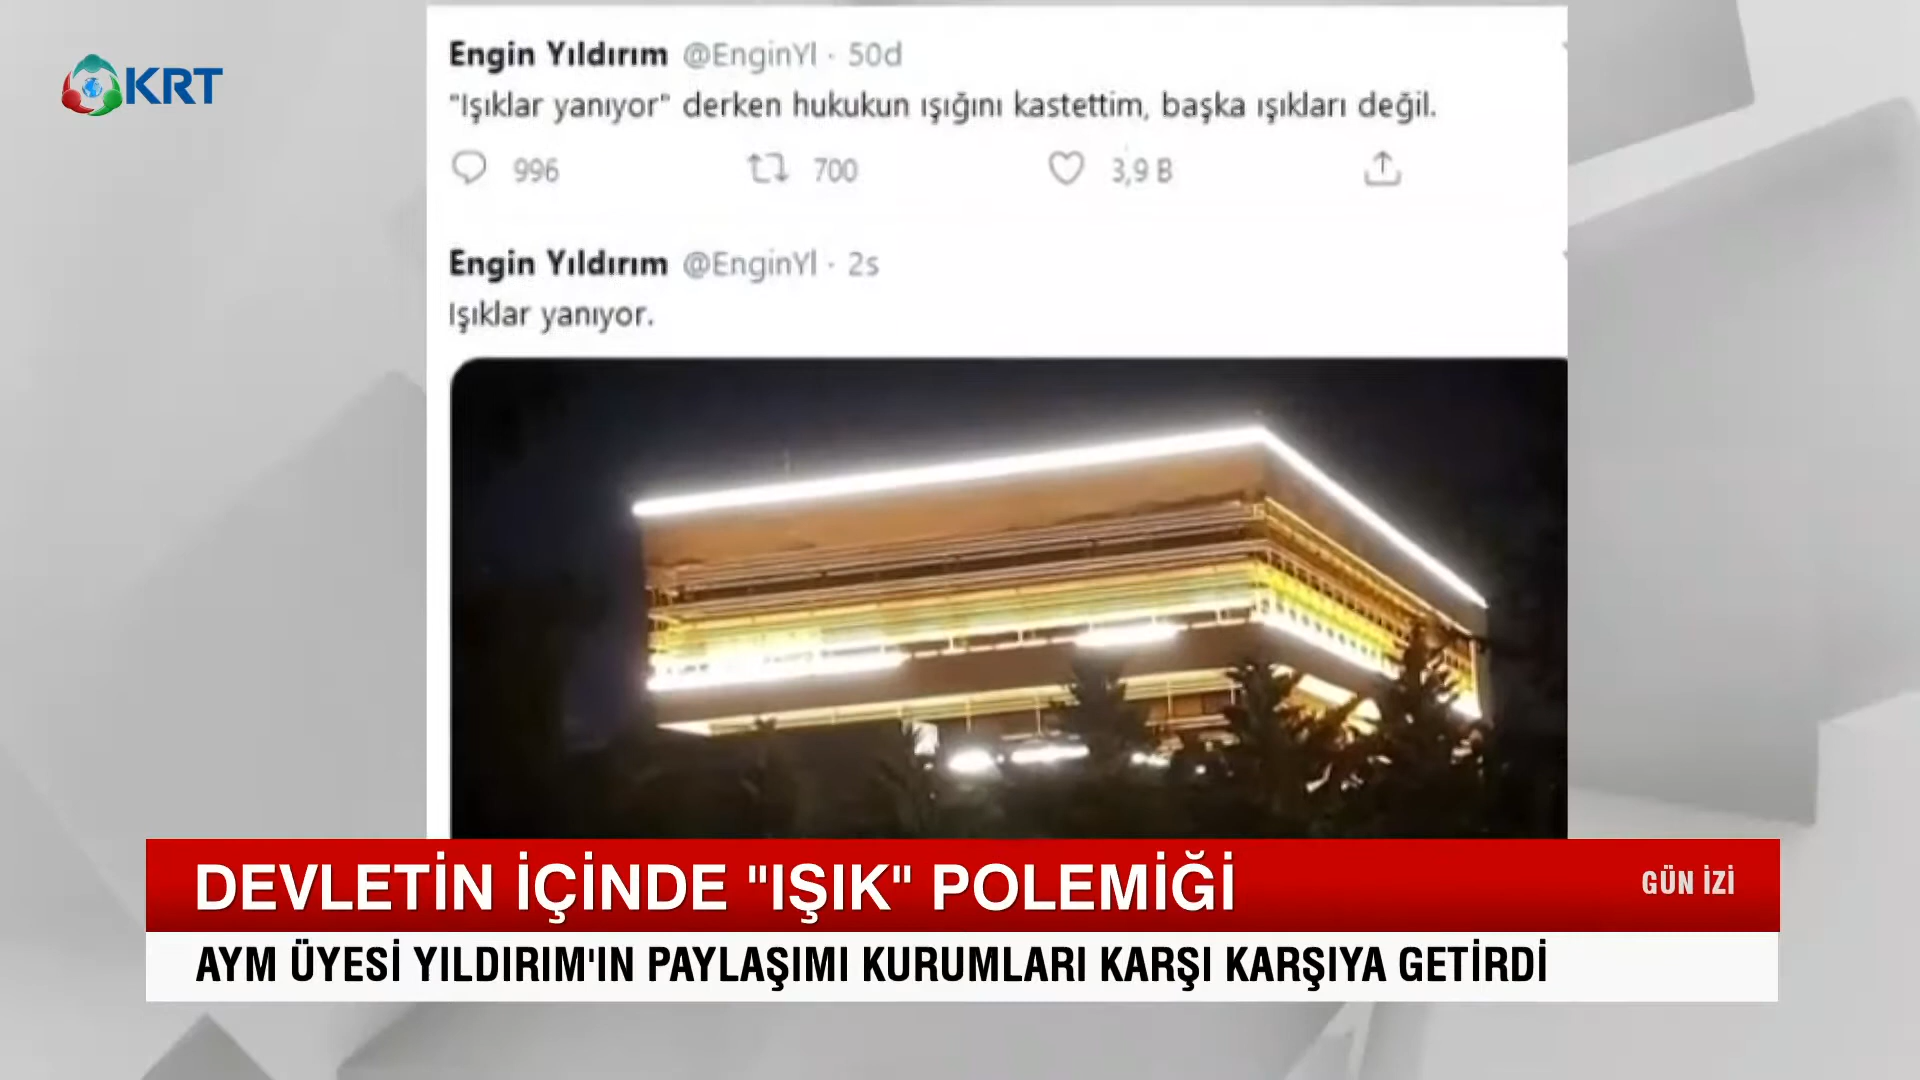 KRT
Engin Yıldırım @EnginYl · 50d
"Işıklar yanıyor" derken hukukun ışığını kastettim, başka ışıkları değil.
996 700 3,9 B
Engin Yıldırım @EnginYl · 2s
Işıklar yanıyor.
DEVLETİN İÇİNDE "IŞIK" POLEMİĞİ
GÜN İZİ
AYM ÜYESİ YILDIRIM'IN PAYLAŞIMI KURUMLARI KARŞI KARŞIYA GETİRDİ